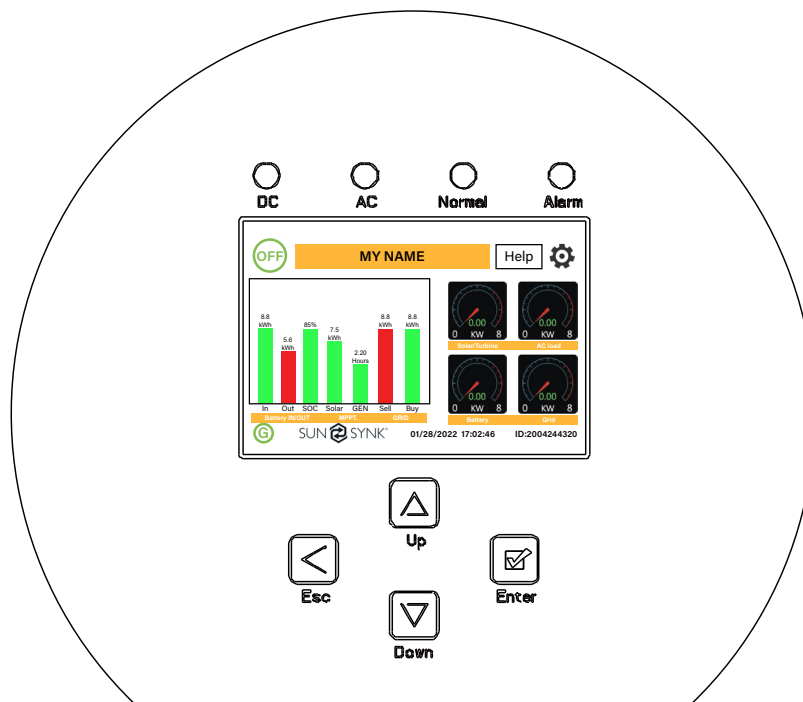 DC AC Normal Alarm
OFF MY NAME Help
8.8 kWh
5.6 kWh
85%
7.5 kWh
2.20 Hours
8.8 kWh
8.8 kWh
In Out SOC Solar GEN Sell Buy
Battery IN/OUT MPPT. GRID
0.00
0 KW 8
Solar/Turbine
0.00
0 KW 8
AC load
0.00
0 KW 8
Battery
0.00
0 KW 8
Grid
G SUN SYNK® 01/28/2022 17:02:46 ID:2004244320
Up
Esc
Enter
Down